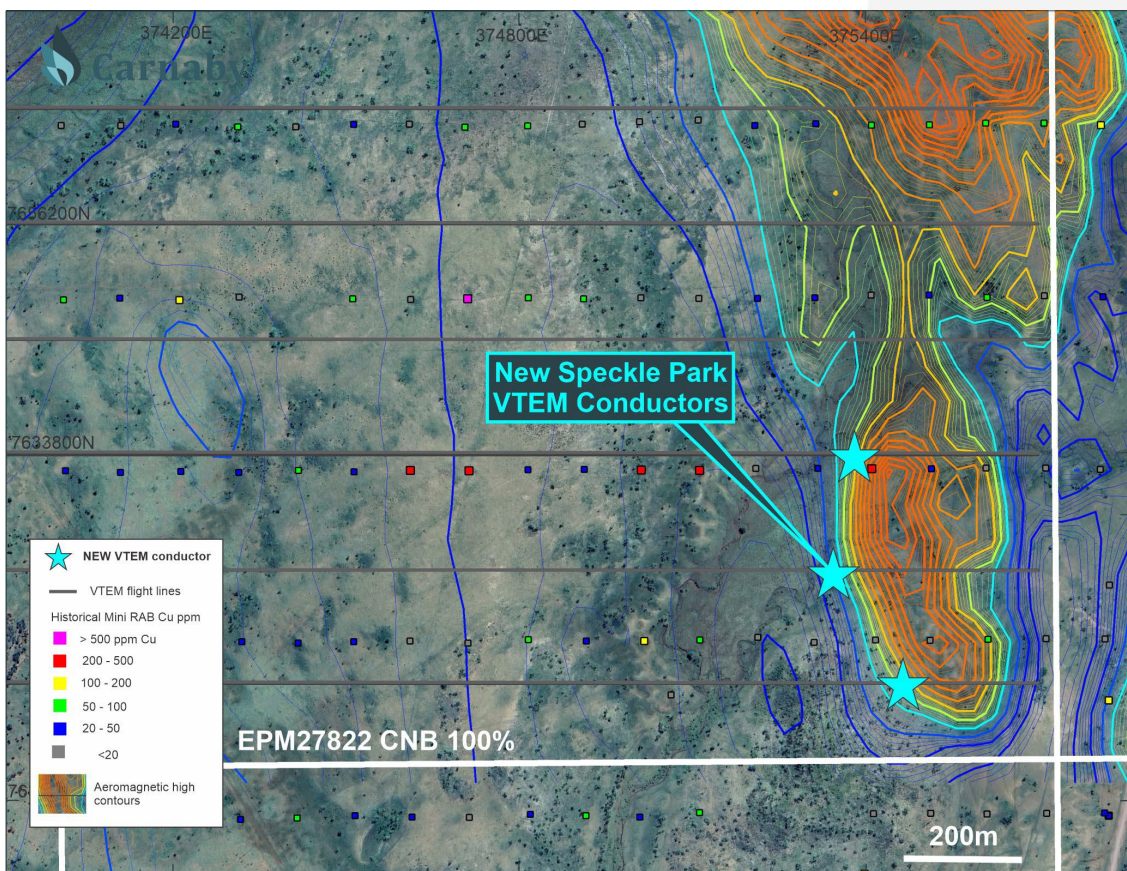 374200E
374800E
375400E
Carnaby
7656200N
New Speckle Park
VTEM Conductors
7633800N
NEW VTEM conductor
VTEM flight lines
Historical Mini RAB Cu ppm
> 500 ppm Cu
200 - 500
100 - 200
50 - 100
20 - 50
<20
Aeromagnetic high
contours
EPM27822 CNB 100%
200m